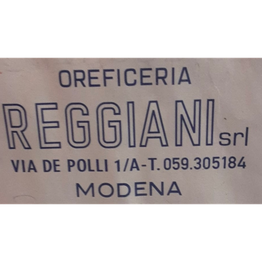 OREFICERIA
REGGIANI srl
VIA DE POLLI 1/A-T. 059.305184
MODENA